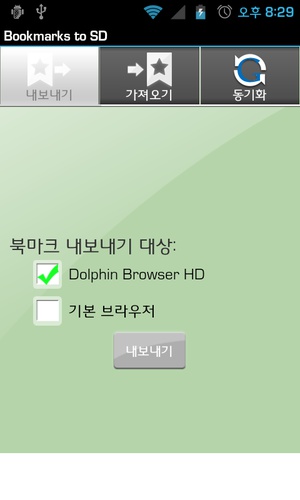 오후 8:29
Bookmarks to SD
내보내기 가져오기 동기화
북마크 내보내기 대상:
Dolphin Browser HD
기본 브라우저
내보내기